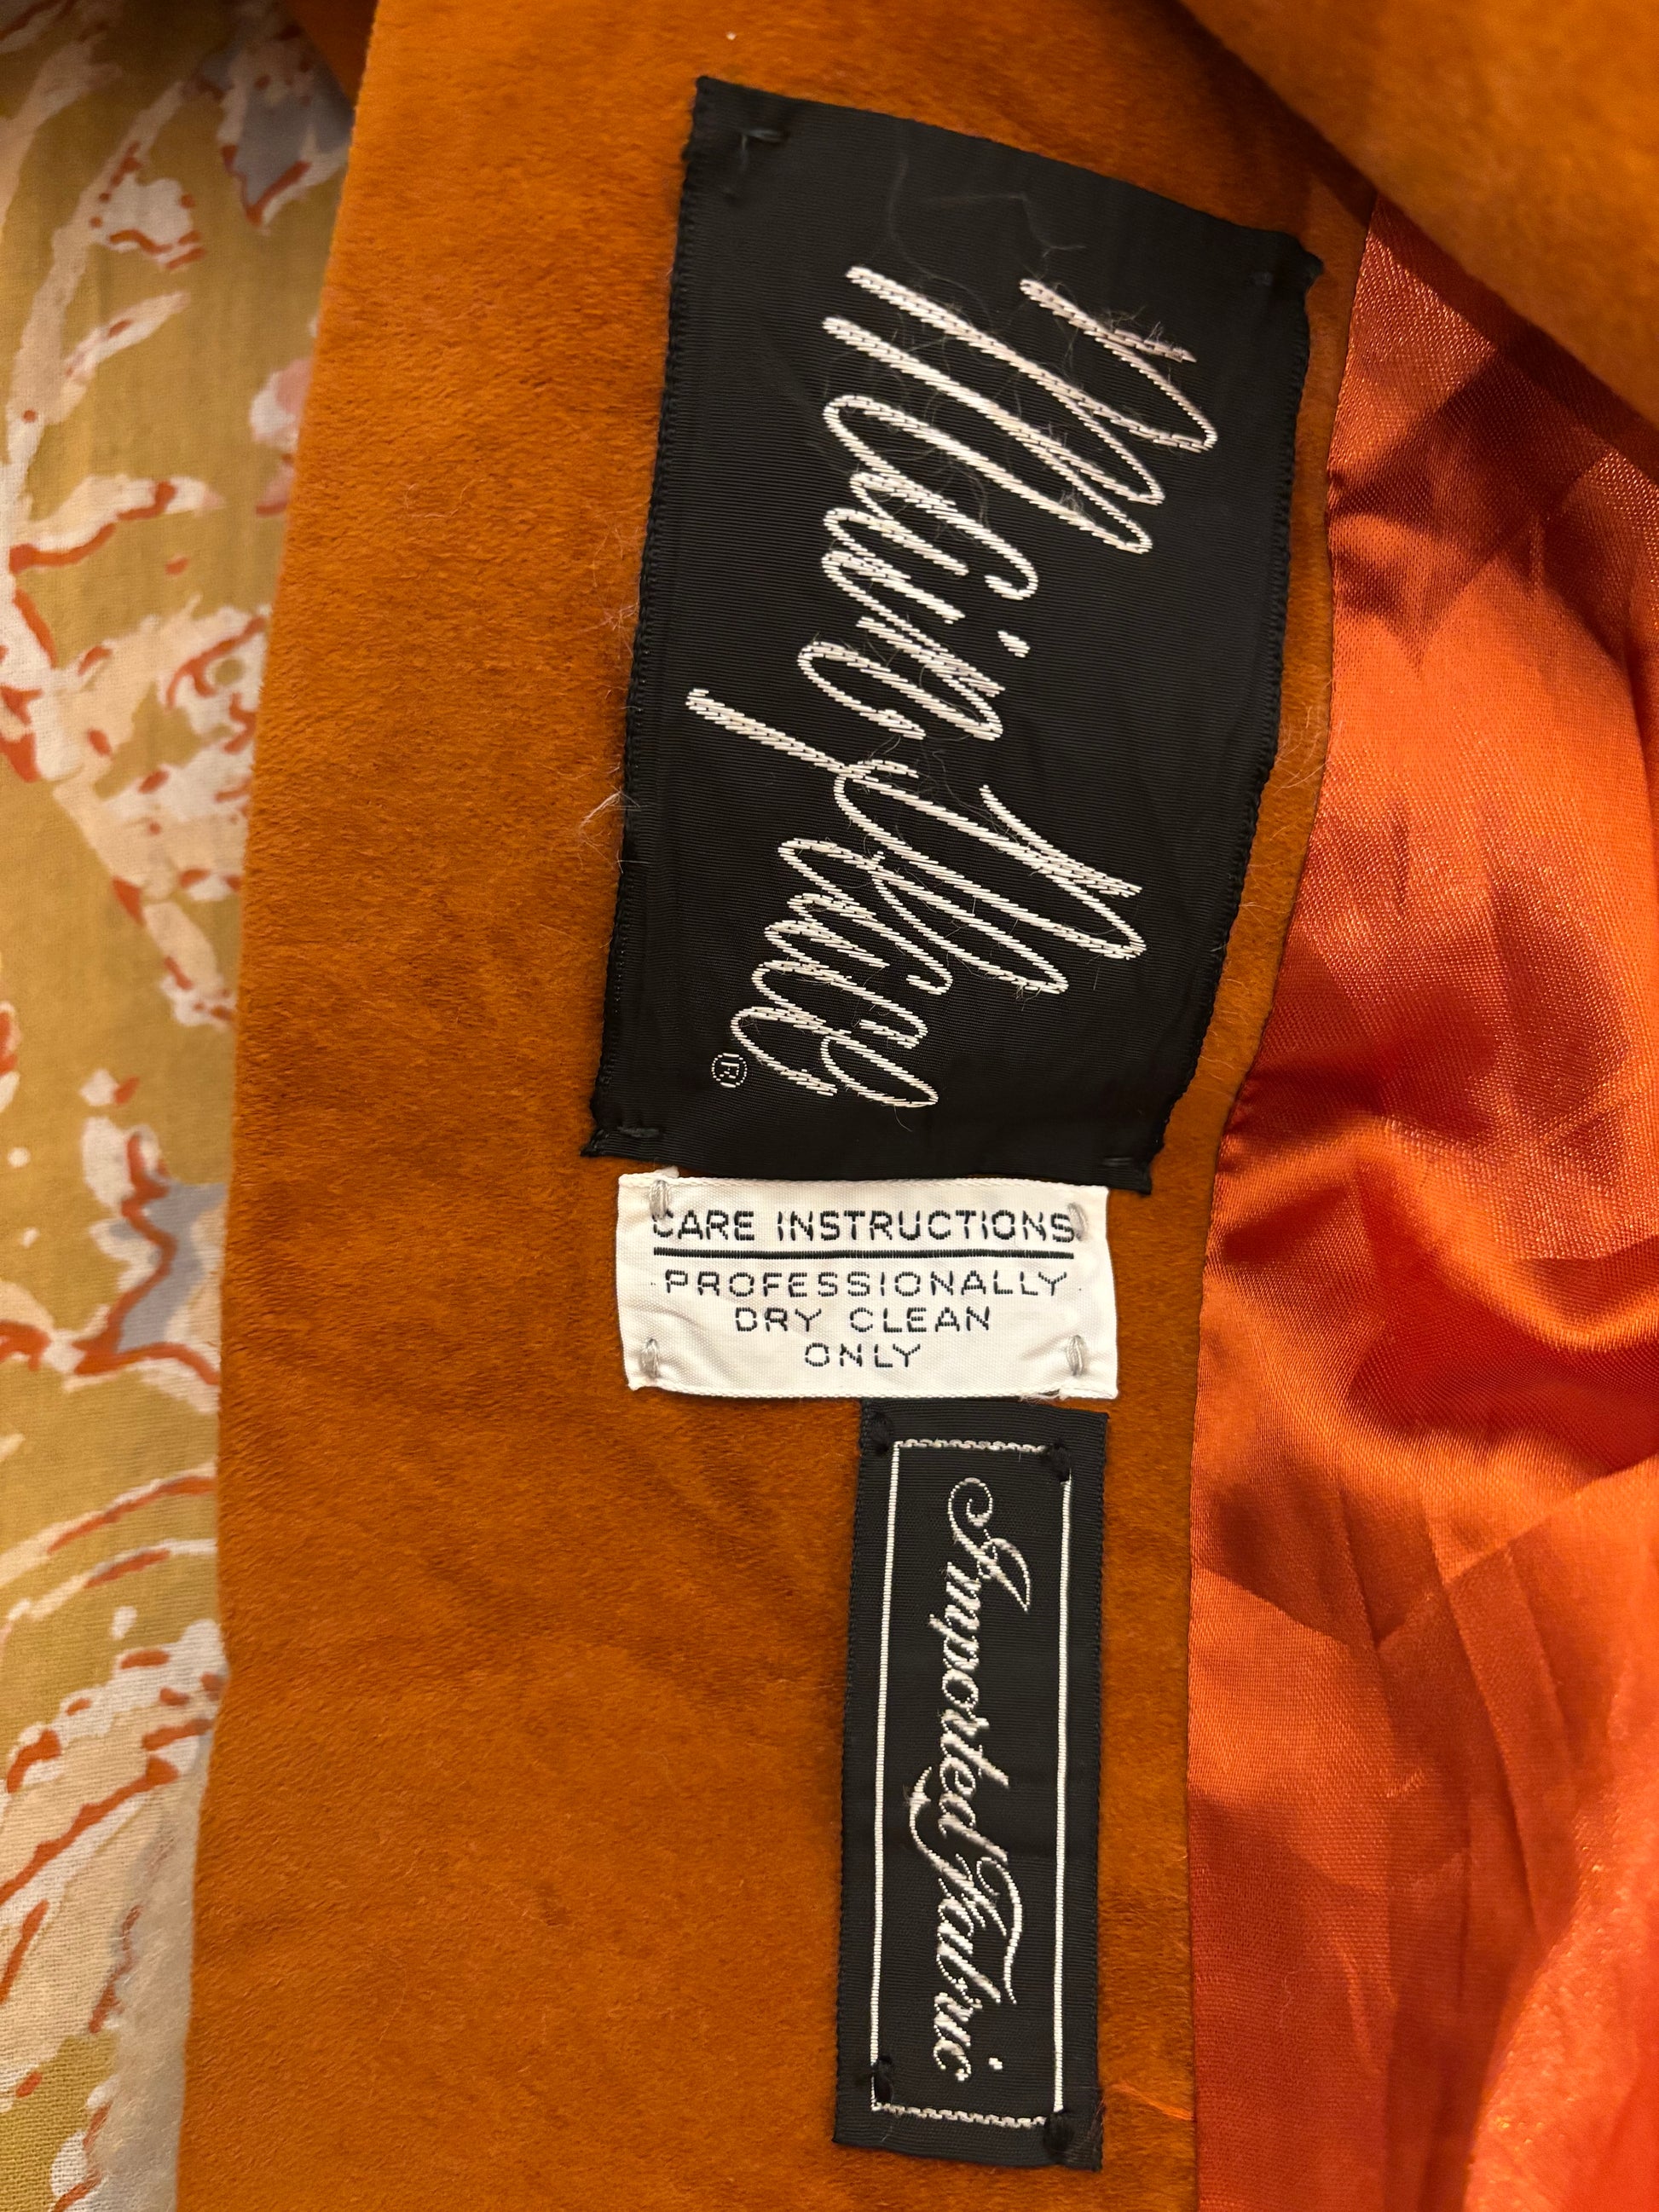 ®
CARE INSTRUCTIONS
PROFESSIONALLY
DRY CLEAN
ONLY
Imported Fabric